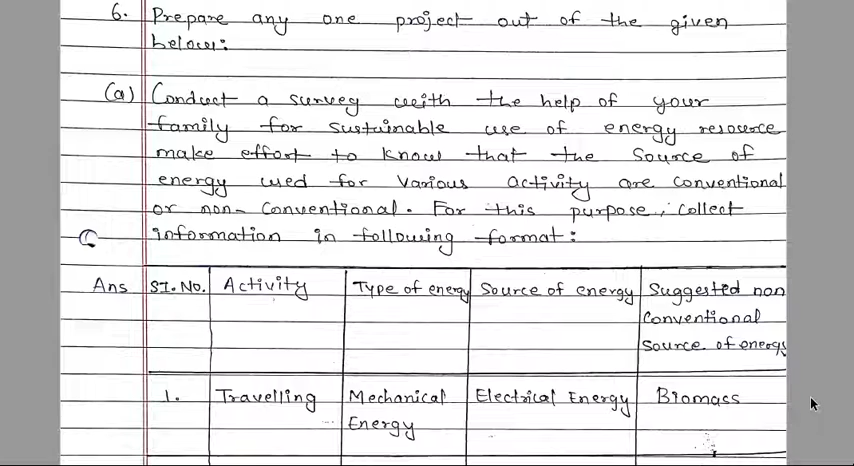 6. Prepare any one project out of the given
below:
(a) Conduct a survey with the help of your
family for sustainable use of energy resource
make effort to know that the source of
energy used for various activity are conventional
or non-conventional. For this purpose, collect
information in following format:
Ans SI. No. Activity Type of energy Source of energy Suggested non
Conventional
Source of energy
1. Travelling Mechanical Electrical Energy Biomass
Energy